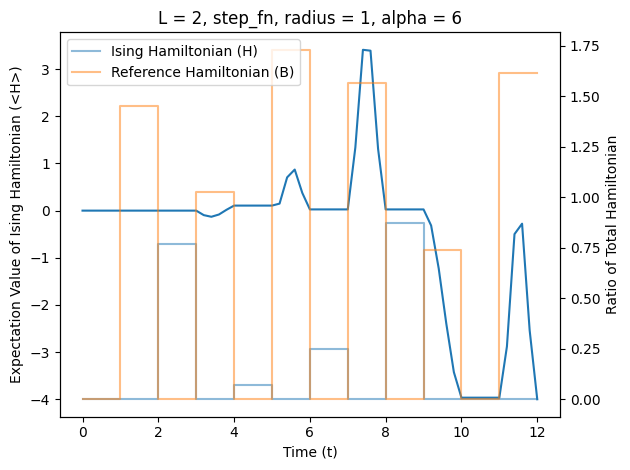 L = 2, step_fn, radius = 1, alpha = 6
Ising Hamiltonian (H)
Reference Hamiltonian (B)
Expectation Value of Ising Hamiltonian (<H>)
3
2
1
0
−1
−2
−3
−4
1.75
1.50
1.25
1.00
0.75
0.50
0.25
0.00
Ratio of Total Hamiltonian
0 2 4 6 8 10 12
Time (t)